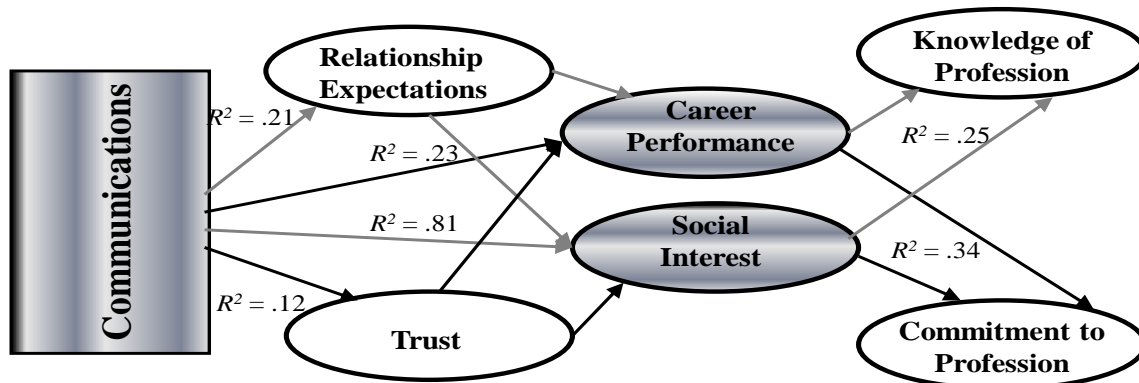 Communications
Relationship
Expectations
Knowledge of
Profession
R² = .21
Career
Performance
R² = .23
R² = .25
R² = .81
Social
Interest
R² = .34
R² = .12
Trust
Commitment to
Profession